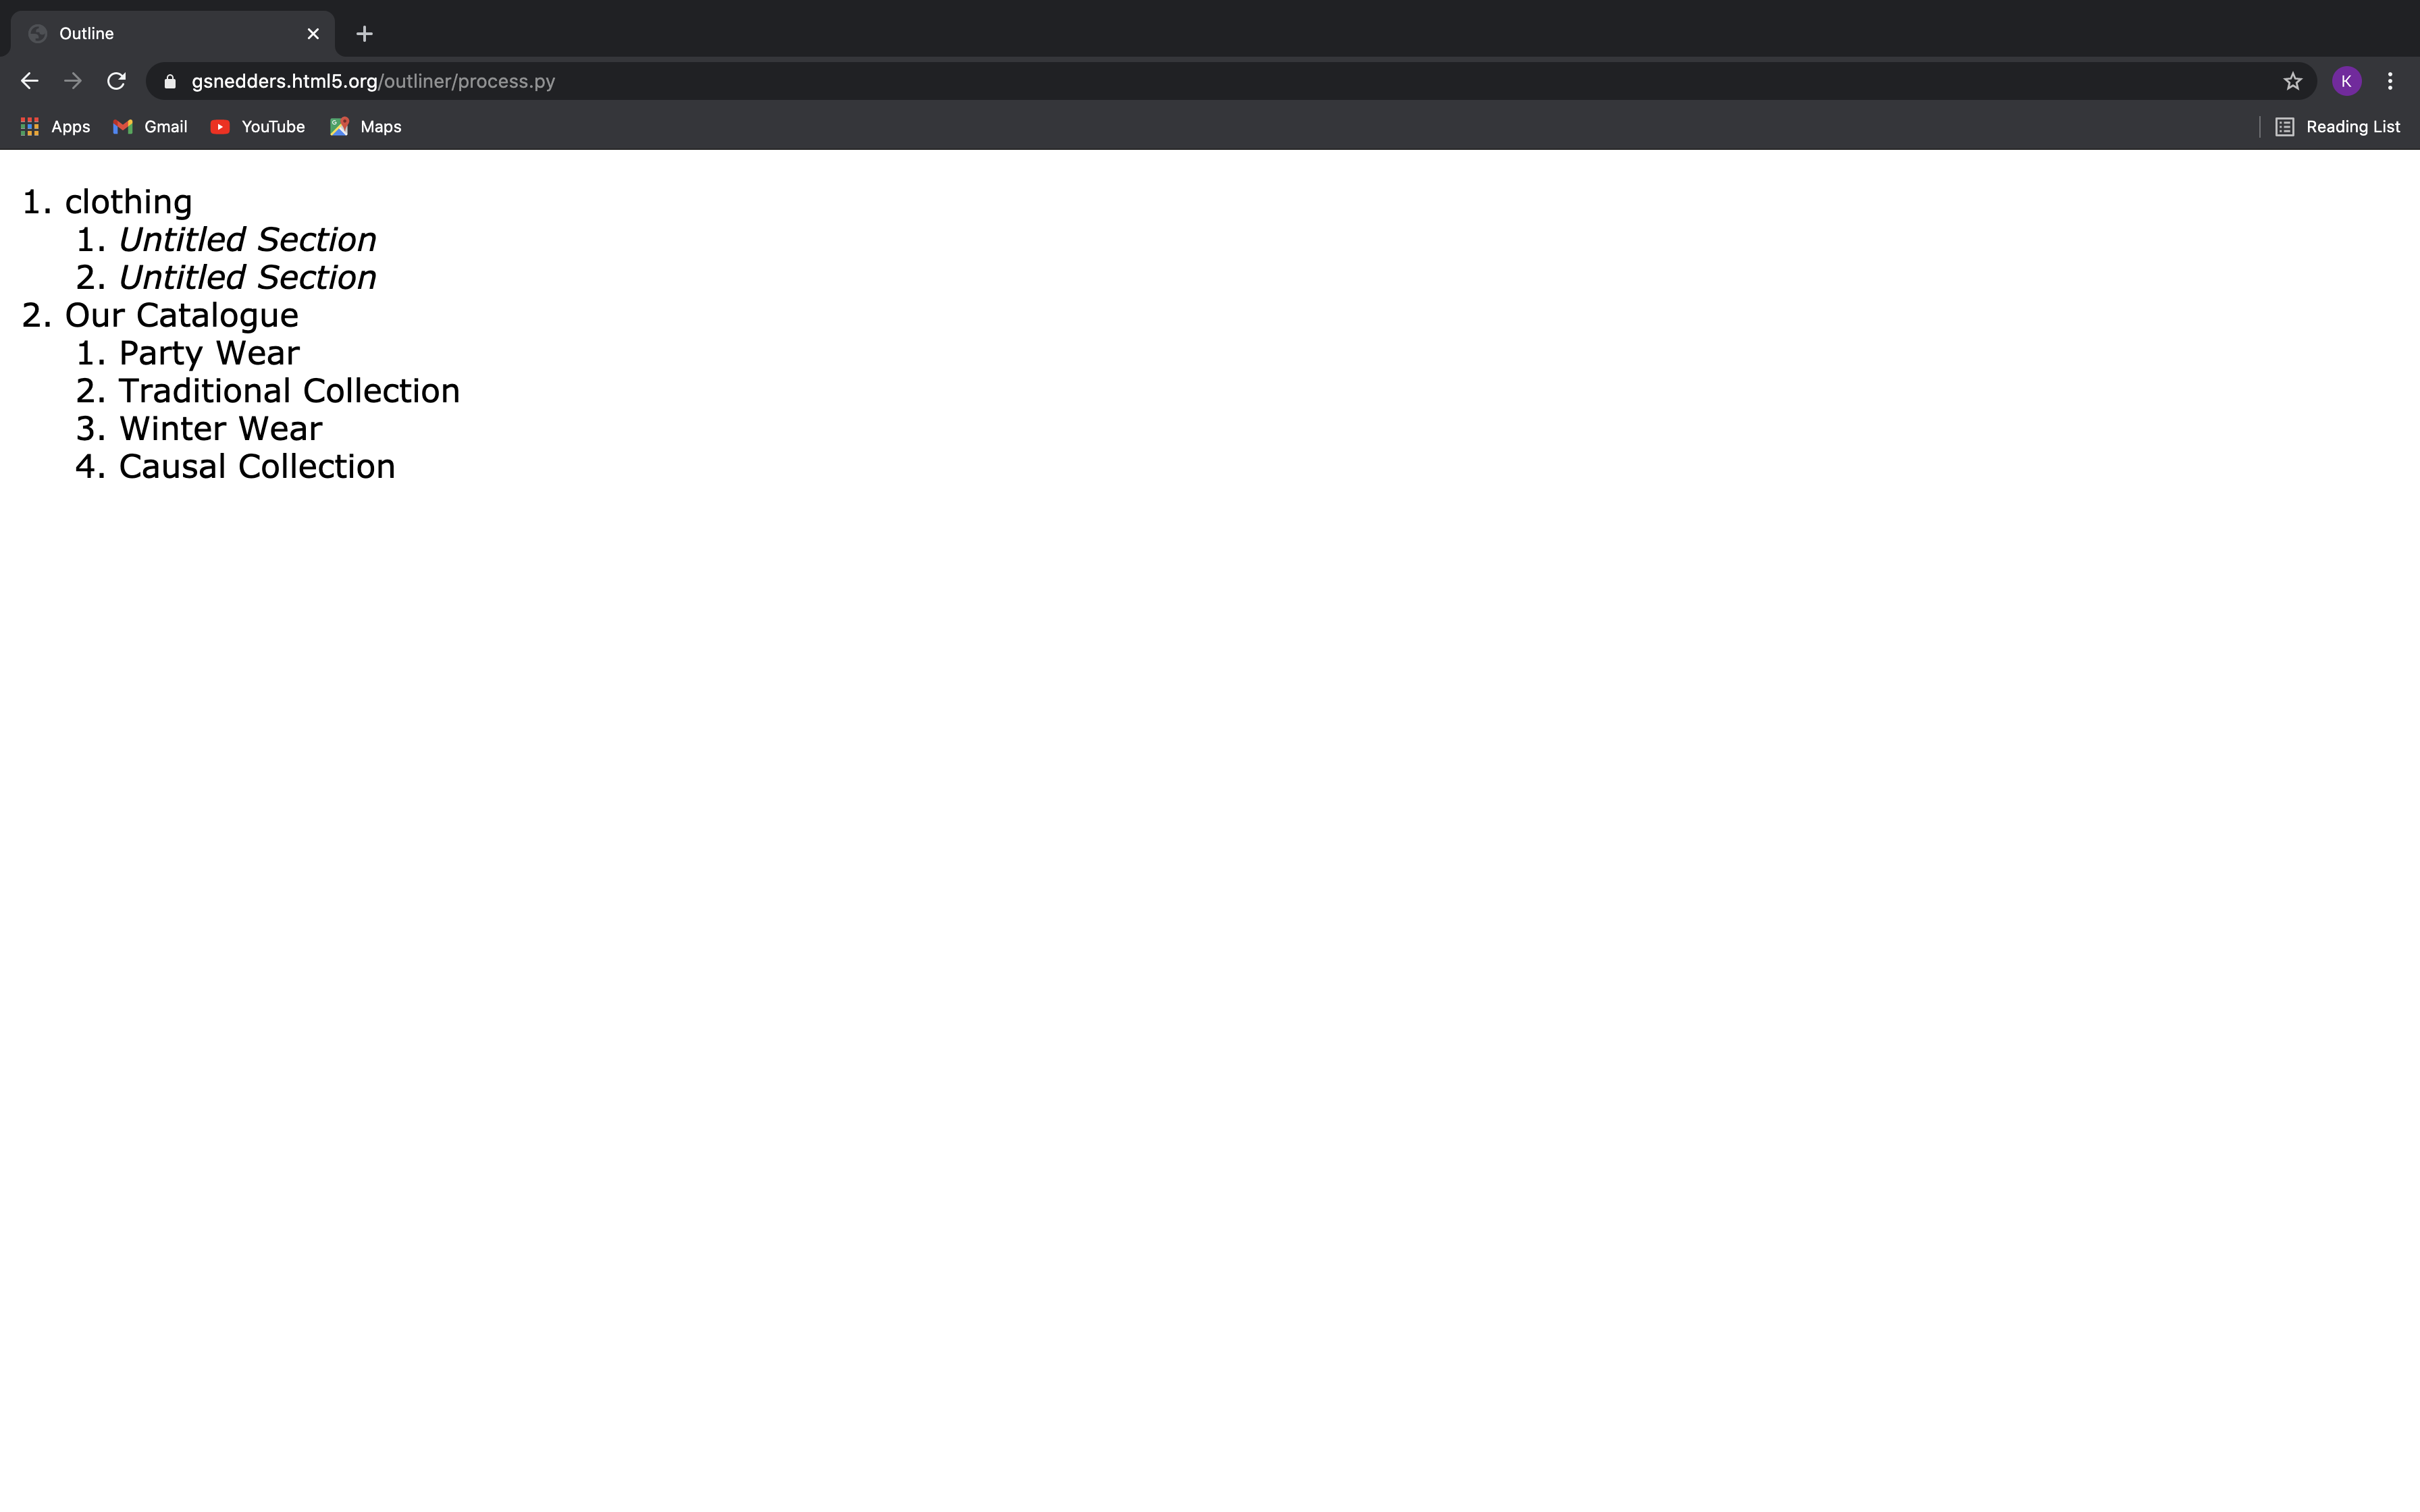 Outline
gsnedders.html5.org/outliner/process.py
K
Apps Gmail YouTube Maps Reading List
1. clothing
1. Untitled Section
2. Untitled Section
2. Our Catalogue
1. Party Wear
2. Traditional Collection
3. Winter Wear
4. Causal Collection